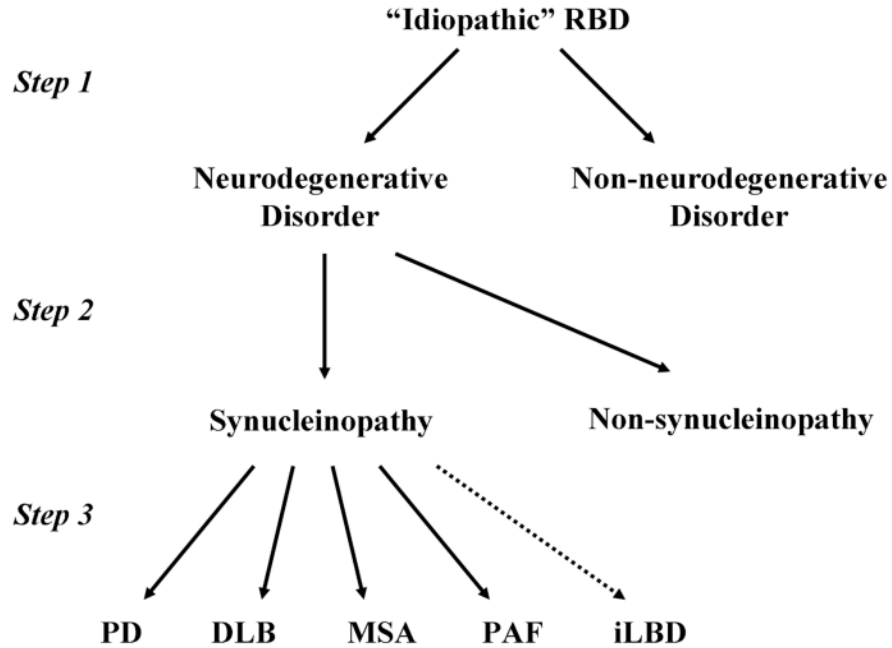 “Idiopathic” RBD
Step 1
Neurodegenerative Non-neurodegenerative
Disorder Disorder
Step 2
Synucleinopathy Non-synucleinopathy
Step 3
PD DLB MSA PAF iLBD